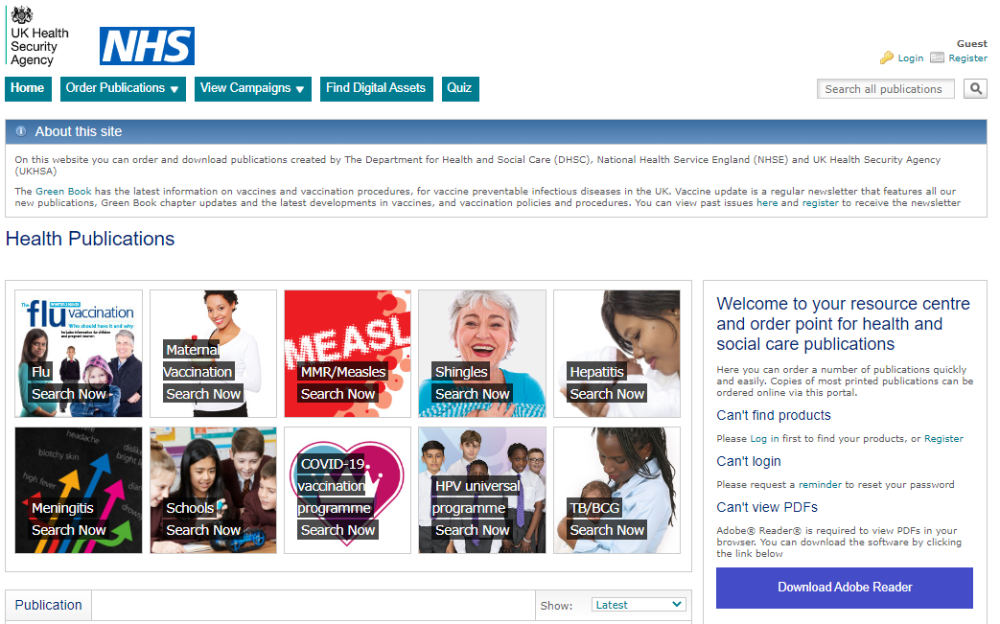 UK Health
Security
Agency
NHS
Guest
Login Register
Home Order Publications View Campaigns Find Digital Assets Quiz
Search all publications
About this site
On this website you can order and download publications created by The Department for Health and Social Care (DHSC), National Health Service England (NHSE) and UK Health Security Agency
(UKHSA)
The Green Book has the latest information on vaccines and vaccination procedures, for vaccine preventable infectious diseases in the UK. Vaccine update is a regular newsletter that features all our
new publications, Green Book chapter updates and the latest developments in vaccines, and vaccination policies and procedures. You can view past issues here and register to receive the newsletter
Health Publications
The flu vaccination
Who should have it and why
Flu
Search Now
Maternal
Vaccination
Search Now
MEASL
MMR/Measles
Search Now
Shingles
Search Now
Hepatitis
Search Now
headache
blotchy skin
high fever
Meningitis
Search Now
Schools
Search Now
COVID-19
vaccination
programme
Search Now
HPV universal
programme
Search Now
TB/BCG
Search Now
Welcome to your resource centre
and order point for health and
social care publications
Here you can order a number of publications quickly
and easily. Copies of most printed publications can be
ordered online via this portal.
Can't find products
Please Log in first to find your products, or Register
Can't login
Please request a reminder to reset your password
Can't view PDFs
Adobe® Reader® is required to view PDFs in your
browser. You can download the software by clicking
the link below
Download Adobe Reader
Publication
Show: Latest